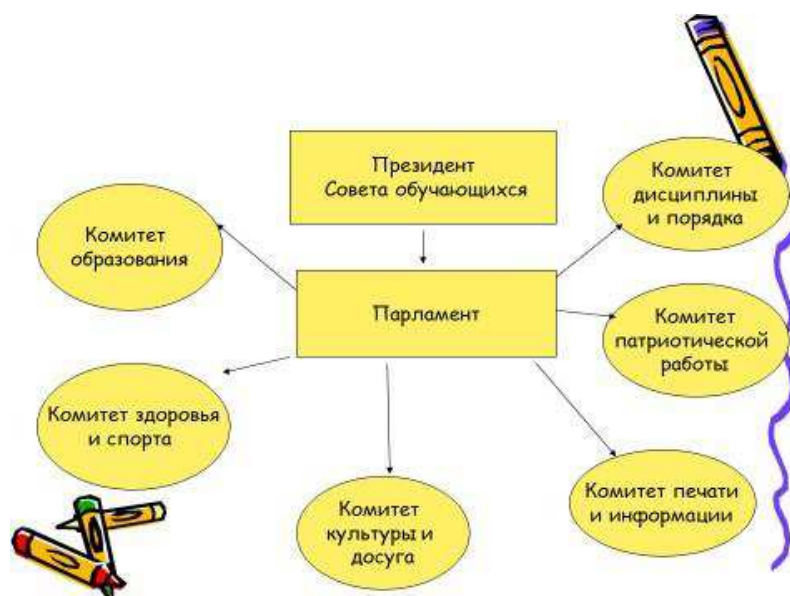 Президент
Совета обучающихся
Комитет
дисциплины
и порядка
Комитет
образования
Парламент
Комитет
патриотической
работы
Комитет здоровья
и спорта
Комитет печати
и информации
Комитет
культуры и
досуга